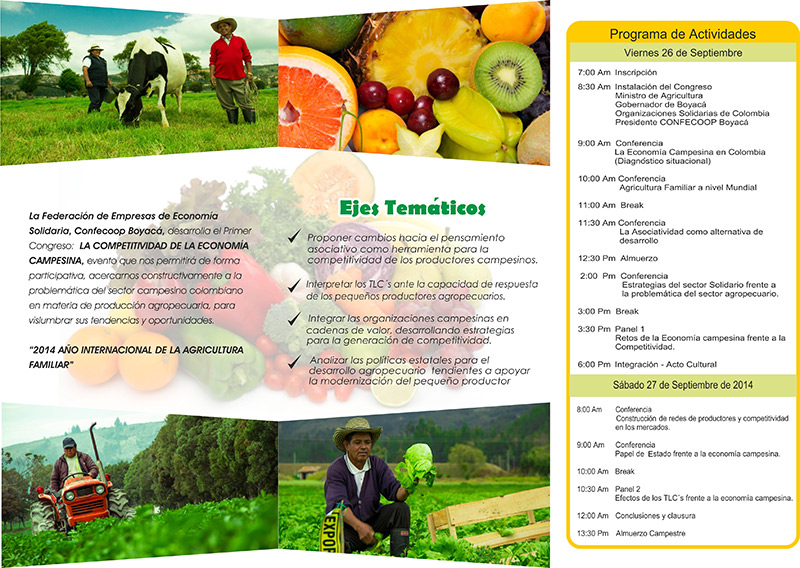 La Federación de Empresas de Economía
Solidaria, Confecoop Boyacá, desarrolla el Primer
Congreso: LA COMPETITIVIDAD DE LA ECONOMÍA
CAMPESINA, evento que nos permitirá de forma
participativa, acercarnos constructivamente a la
problemática del sector campesino colombiano
en materia de producción agropecuaria, para
vislumbrar sus tendencias y oportunidades.
"2014 AÑO INTERNACIONAL DE LA AGRICULTURA
FAMILIAR"
Ejes Temáticos
Proponer cambios hacia el pensamiento
asociativo como herramienta para la
competitividad de los productores campesinos.
Interpretar los TLC´s ante la capacidad de respuesta
de los pequeños productores agropecuarios.
Integrar las organizaciones campesinas en
cadenas de valor, desarrollando estrategias
para la generación de competitividad.
Analizar las políticas estatales para el
desarrollo agropecuario tendientes a apoyar
la modernización del pequeño productor
EXPOR
Programa de Actividades
Viernes 26 de Septiembre
7:00 Am Inscripción
8:30 Am Instalación del Congreso
Ministro de Agricultura
Gobernador de Boyacá
Organizaciones Solidarias de Colombia
Presidente CONFECOOP Boyacá
9:00 Am Conferencia
La Economía Campesina en Colombia
(Diagnóstico situacional)
10:00 Am Conferencia
Agricultura Familiar a nivel Mundial
11:00 Am Break
11:30 Am Conferencia
La Asociatividad como alternativa de
desarrollo
12:30 Pm Almuerzo
2:00 Pm Conferencia
Estrategias del sector Solidario frente a
la problemática del sector agropecuario.
3:00 Pm Break
3:30 Pm Panel 1
Retos de la Economía campesina frente a la
Competitividad.
6:00 Pm Integración - Acto Cultural
Sábado 27 de Septiembre de 2014
8:00 Am Conferencia
Construcción de redes de productores y competitividad
en los mercados.
9:00 Am Conferencia
Papel de Estado frente a la economía campesina.
10:00 Am Break
10:30 Am Panel 2
Efectos de los TLC´s frente a la economía campesina.
12:00 Am Conclusiones y clausura
13:30 Pm Almuerzo Campestre